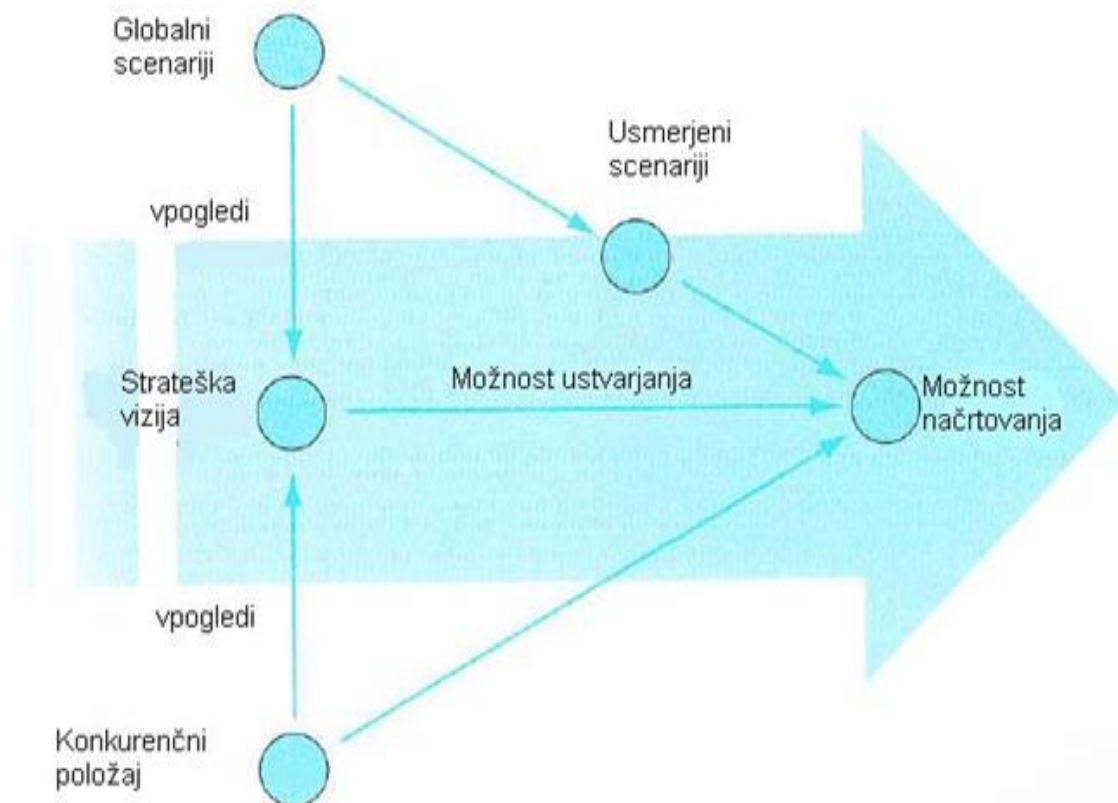 Globalni
scenariji
Usmerjeni
scenariji
vpogledi
Strateška
vizija
Možnost ustvarjanja
Možnost
načrtovanja
vpogledi
Konkurenčni
položaj